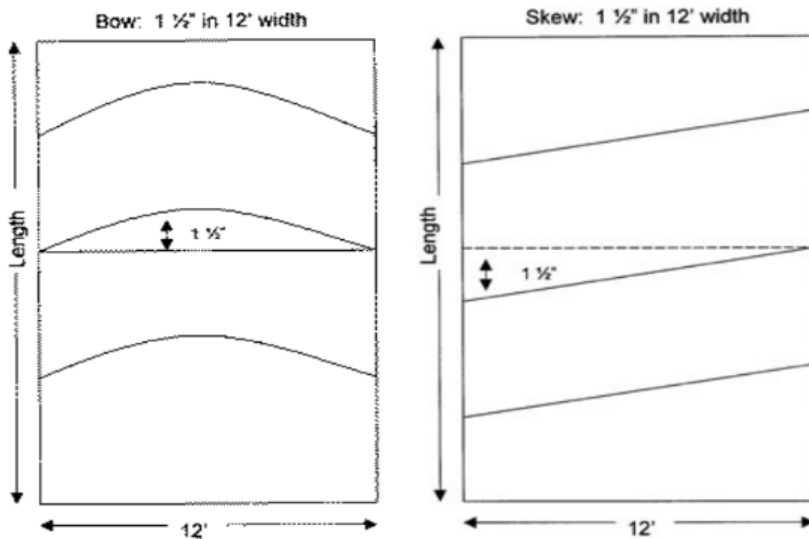 Bow: 1 ½" in 12' width
Length
1 ½"
12'
Skew: 1 ½" in 12' width
Length
1 ½"
12'